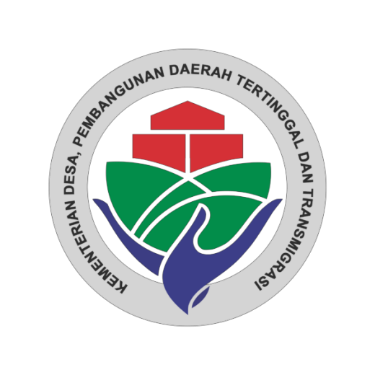 KEMENTERIAN DESA, PEMBANGUNAN DAERAH TERTINGGAL DAN TRANSMIGRASI